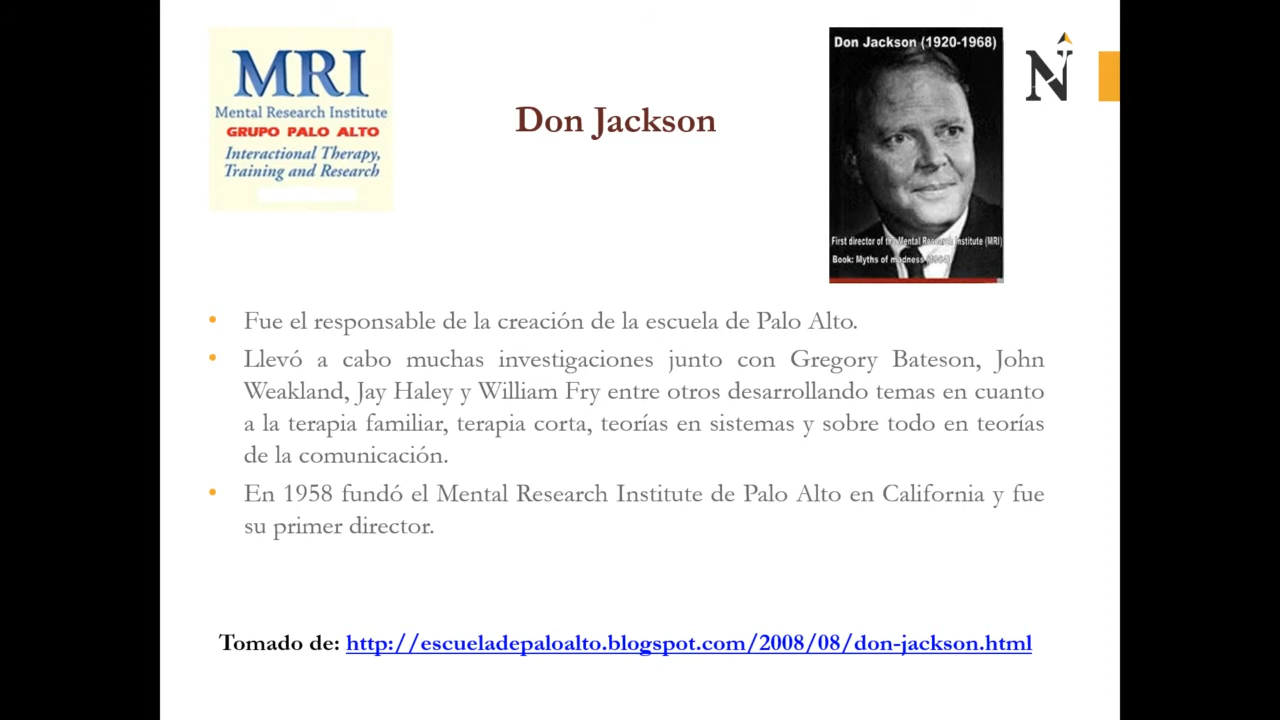 MRI
Mental Research Institute
GRUPO PALO ALTO
Interactional Therapy,
Training and Research
Don Jackson
Don Jackson (1920-1968)
First director of the Mental Research Institute (MRI)
Book: Myths of madness
N
• Fue el responsable de la creación de la escuela de Palo Alto.
• Llevó a cabo muchas investigaciones junto con Gregory Bateson, John
Weakland, Jay Haley y William Fry entre otros desarrollando temas en cuanto
a la terapia familiar, terapia corta, teorías en sistemas y sobre todo en teorías
de la comunicación.
• En 1958 fundó el Mental Research Institute de Palo Alto en California y fue
su primer director.
Tomado de: http://escueladepaloalto.blogspot.com/2008/08/don-jackson.html